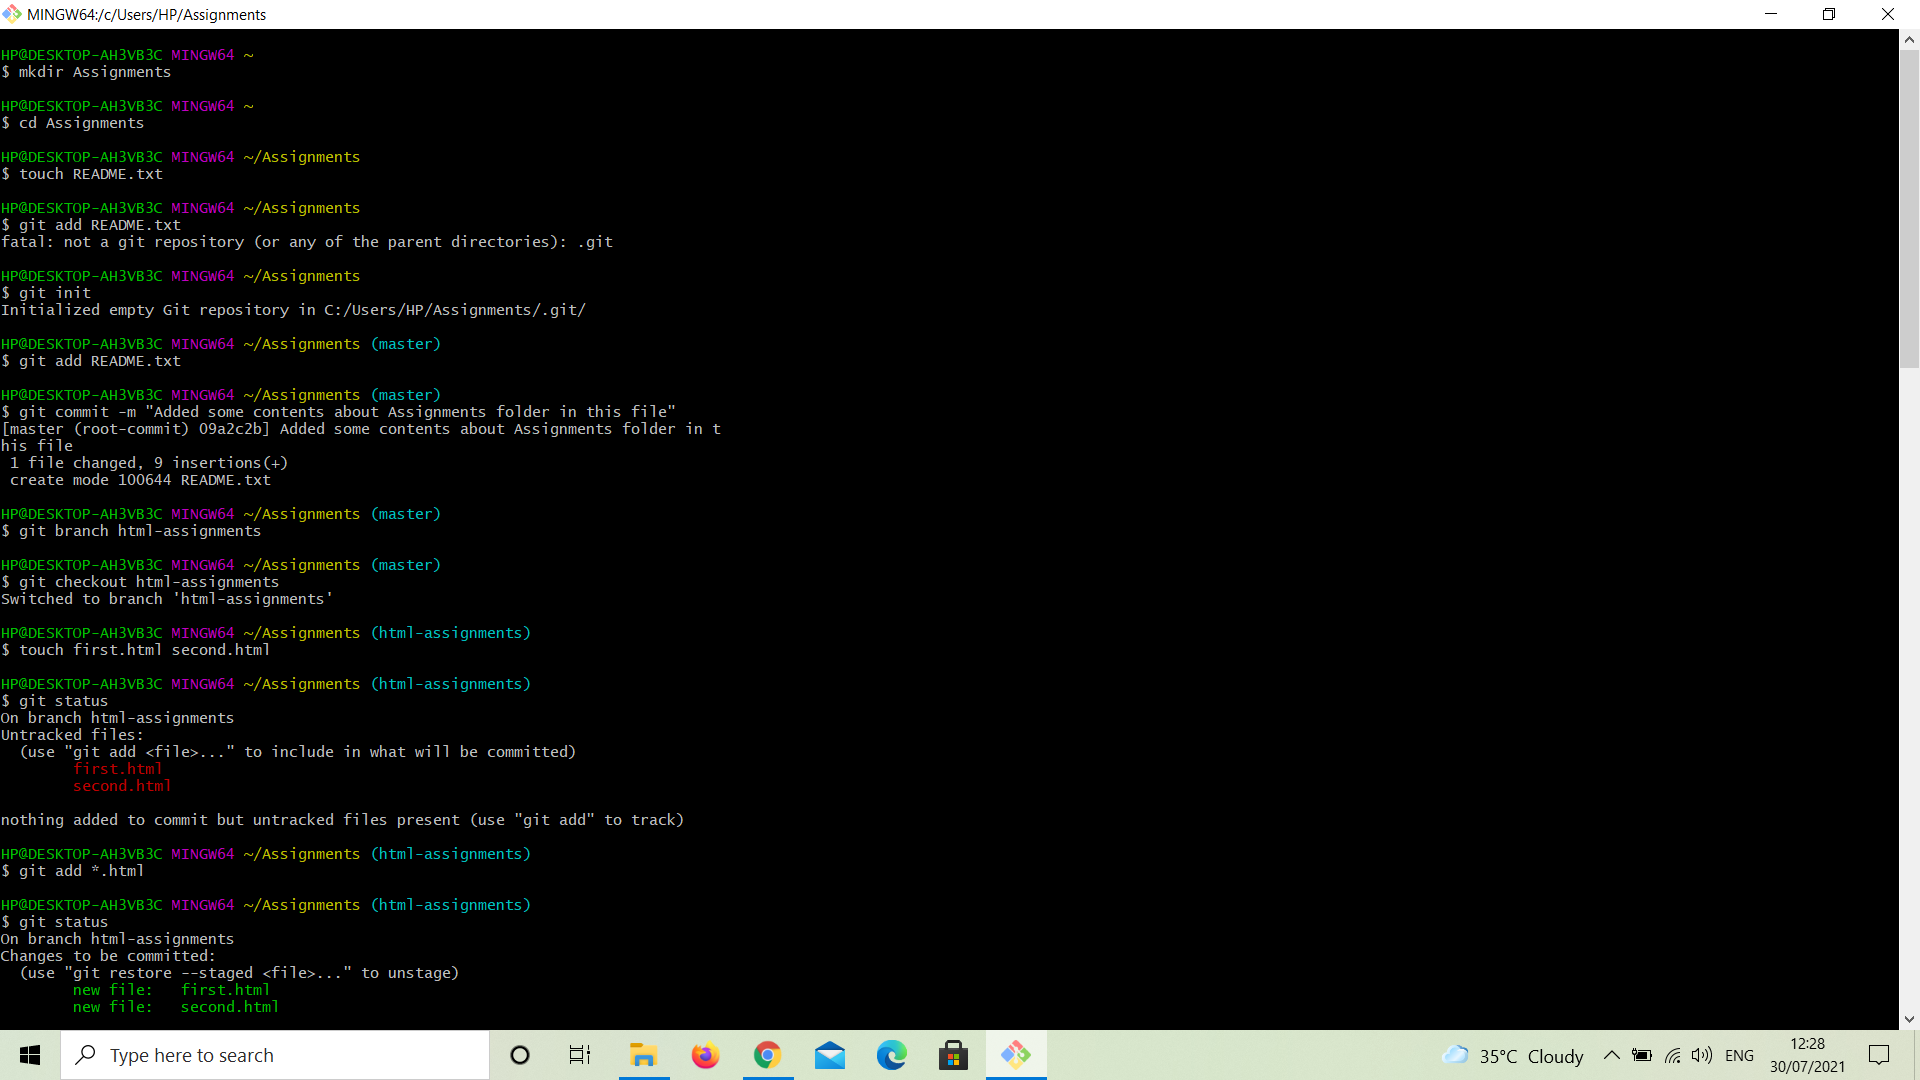 MINGW64:/c/Users/HP/Assignments
HP@DESKTOP-AH3VB3C MINGW64 ~
$ mkdir Assignments
HP@DESKTOP-AH3VB3C MINGW64 ~
$ cd Assignments
HP@DESKTOP-AH3VB3C MINGW64 ~/Assignments
$ touch README.txt
HP@DESKTOP-AH3VB3C MINGW64 ~/Assignments
$ git add README.txt
fatal: not a git repository (or any of the parent directories): .git
HP@DESKTOP-AH3VB3C MINGW64 ~/Assignments
$ git init
Initialized empty Git repository in C:/Users/HP/Assignments/.git/
HP@DESKTOP-AH3VB3C MINGW64 ~/Assignments (master)
$ git add README.txt
HP@DESKTOP-AH3VB3C MINGW64 ~/Assignments (master)
$ git commit -m "Added some contents about Assignments folder in this file"
[master (root-commit) 09a2c2b] Added some contents about Assignments folder in t
his file
 1 file changed, 9 insertions(+)
 create mode 100644 README.txt
HP@DESKTOP-AH3VB3C MINGW64 ~/Assignments (master)
$ git branch html-assignments
HP@DESKTOP-AH3VB3C MINGW64 ~/Assignments (master)
$ git checkout html-assignments
Switched to branch 'html-assignments'
HP@DESKTOP-AH3VB3C MINGW64 ~/Assignments (html-assignments)
$ touch first.html second.html
HP@DESKTOP-AH3VB3C MINGW64 ~/Assignments (html-assignments)
$ git status
On branch html-assignments
Untracked files:
  (use "git add <file>..." to include in what will be committed)
        first.html
        second.html
nothing added to commit but untracked files present (use "git add" to track)
HP@DESKTOP-AH3VB3C MINGW64 ~/Assignments (html-assignments)
$ git add *.html
HP@DESKTOP-AH3VB3C MINGW64 ~/Assignments (html-assignments)
$ git status
On branch html-assignments
Changes to be committed:
  (use "git restore --staged <file>..." to unstage)
        new file:   first.html
        new file:   second.html
Type here to search
35°C Cloudy
ENG
12:28
30/07/2021